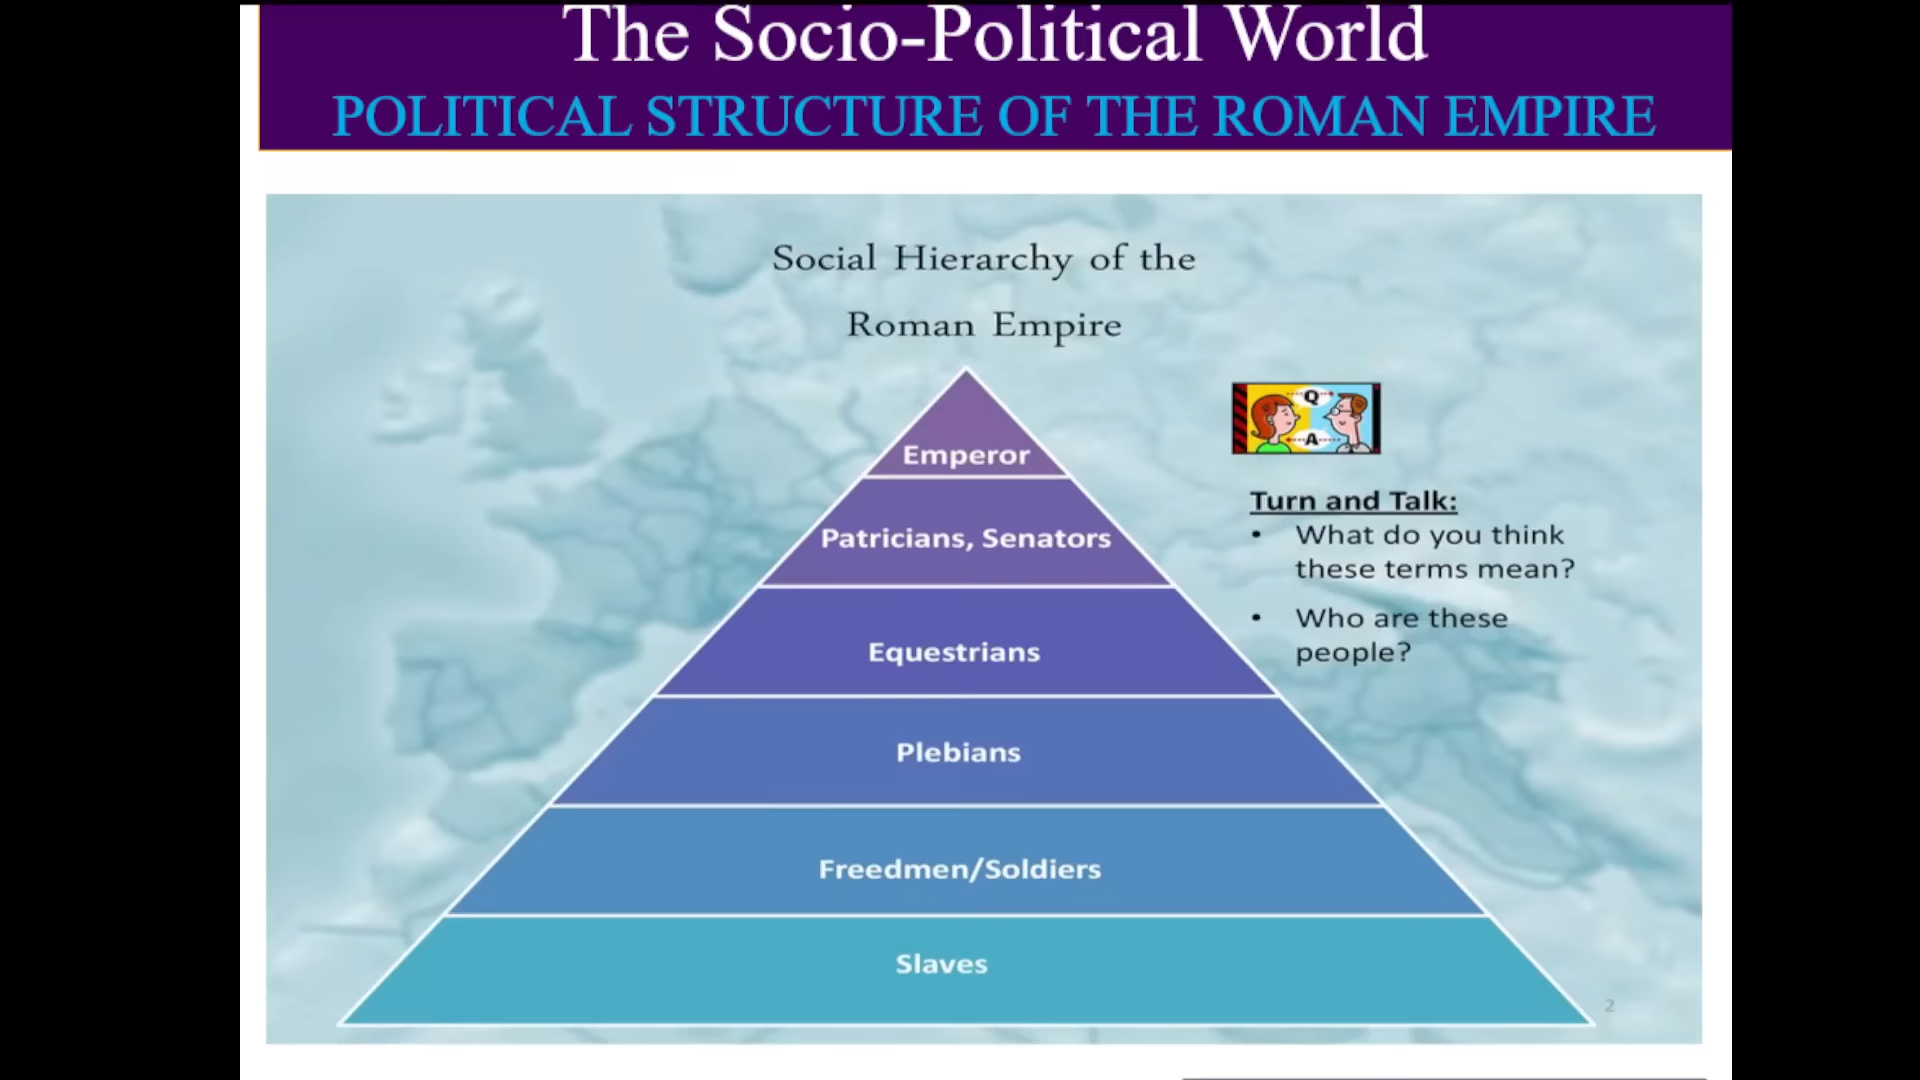 The Socio-Political World
POLITICAL STRUCTURE OF THE ROMAN EMPIRE
Social Hierarchy of the
Roman Empire
Emperor
Patricians, Senators
Equestrians
Plebians
Freedmen/Soldiers
Slaves
Q
A
Turn and Talk:
• What do you think
these terms mean?
• Who are these
people?
2